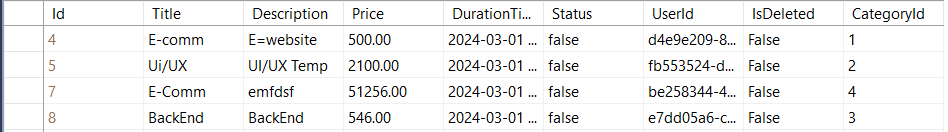 Id Title Description Price DurationTi... Status UserId IsDeleted CategoryId
4 E-comm E=website 500.00 2024-03-01 ... false d4e9e209-8... False 1
5 Ui/UX UI/UX Temp 2100.00 2024-03-01 ... false fb553524-d... False 2
7 E-Comm emfdsf 51256.00 2024-03-01 ... false be258344-4... False 4
8 BackEnd BackEnd 546.00 2024-03-01 ... false e7dd05a6-c... False 3